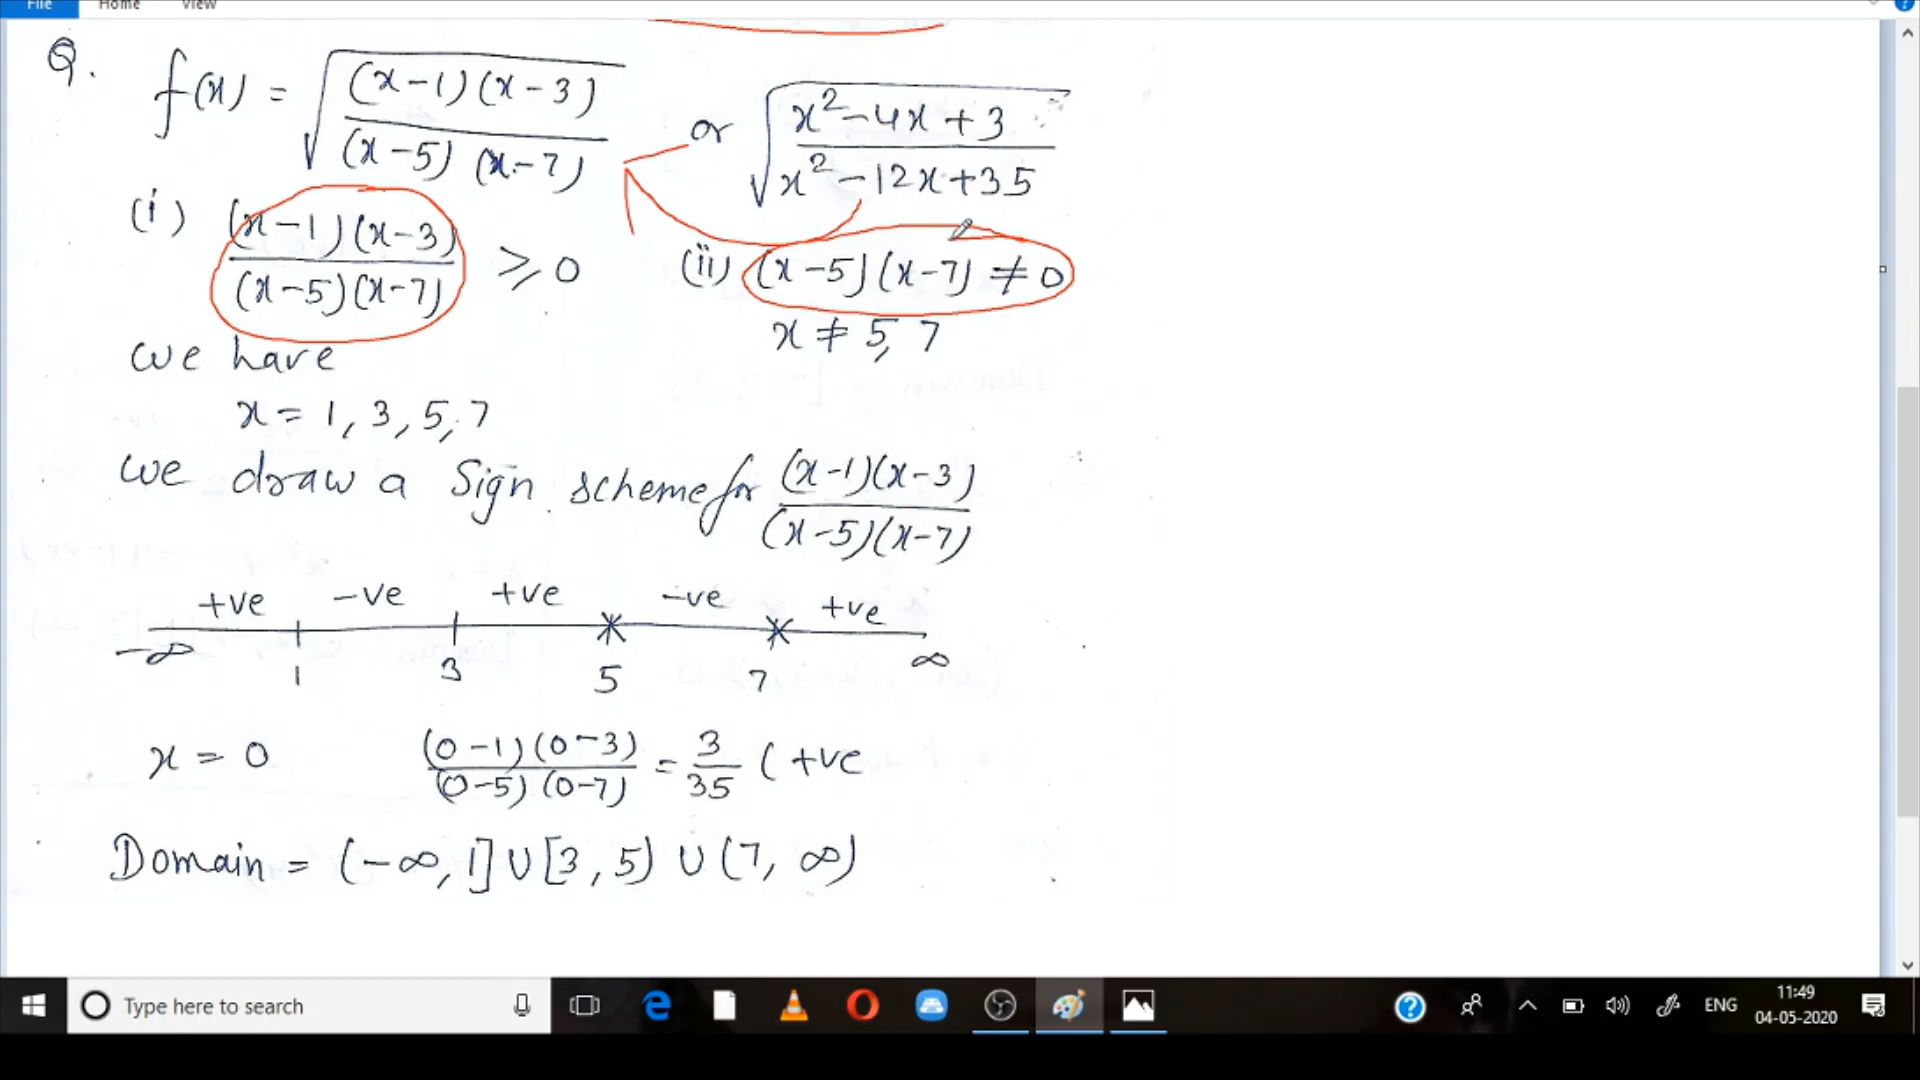 File Home View
Q. f(x) = √((x-1)(x-3)/(x-5)(x-7)) or √(x²-4x+3/x²-12x+35)
(i) (x-1)(x-3)/(x-5)(x-7) ≥ 0 (ii) (x-5)(x-7) ≠ 0
x ≠ 5, 7
we have
x = 1, 3, 5, 7
we draw a Sign scheme for (x-1)(x-3)/(x-5)(x-7)
+ve -ve +ve -ve +ve
-∞ 1 3 5 7 ∞
x = 0 (0-1)(0-3)/(0-5)(0-7) = 3/35 (+ve
Domain = (-∞, 1] ∪ [3, 5) ∪ (7, ∞)
Type here to search
ENG
11:49
04-05-2020